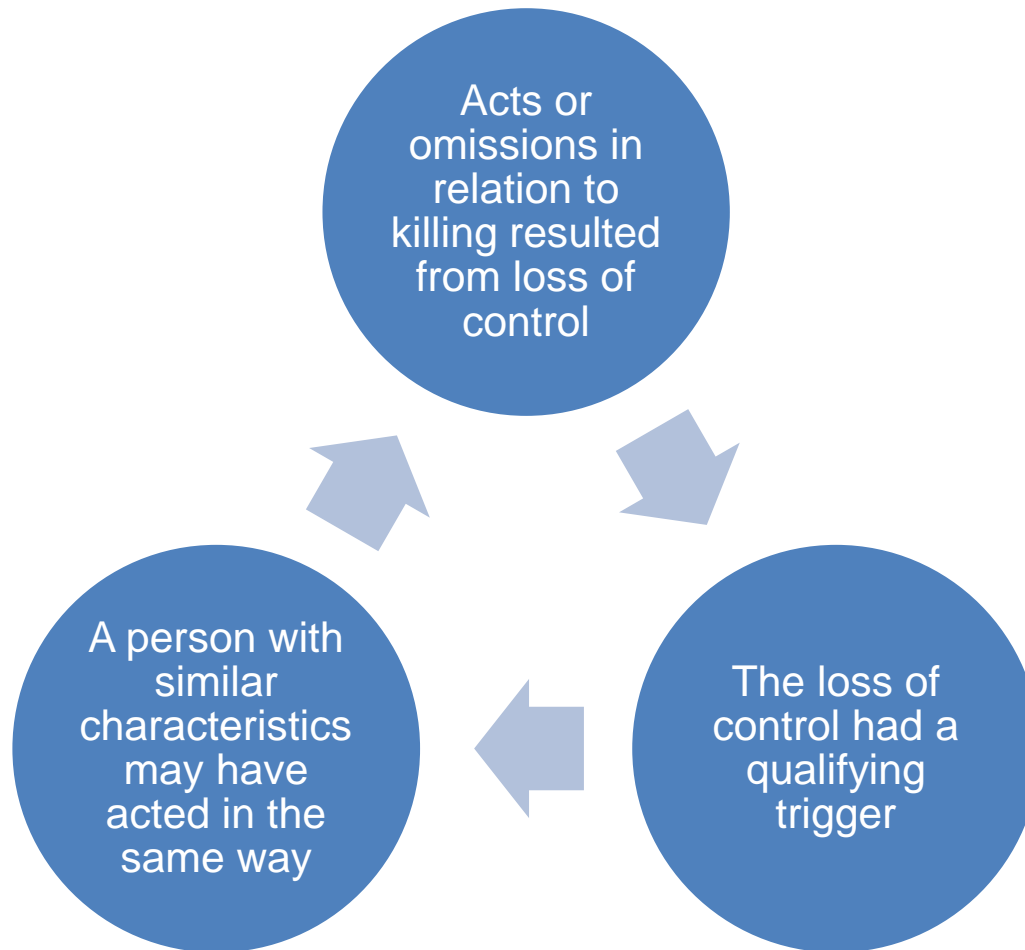 Acts or
omissions in
relation to
killing resulted
from loss of
control
The loss of
control had a
qualifying
trigger
A person with
similar
characteristics
may have
acted in the
same way